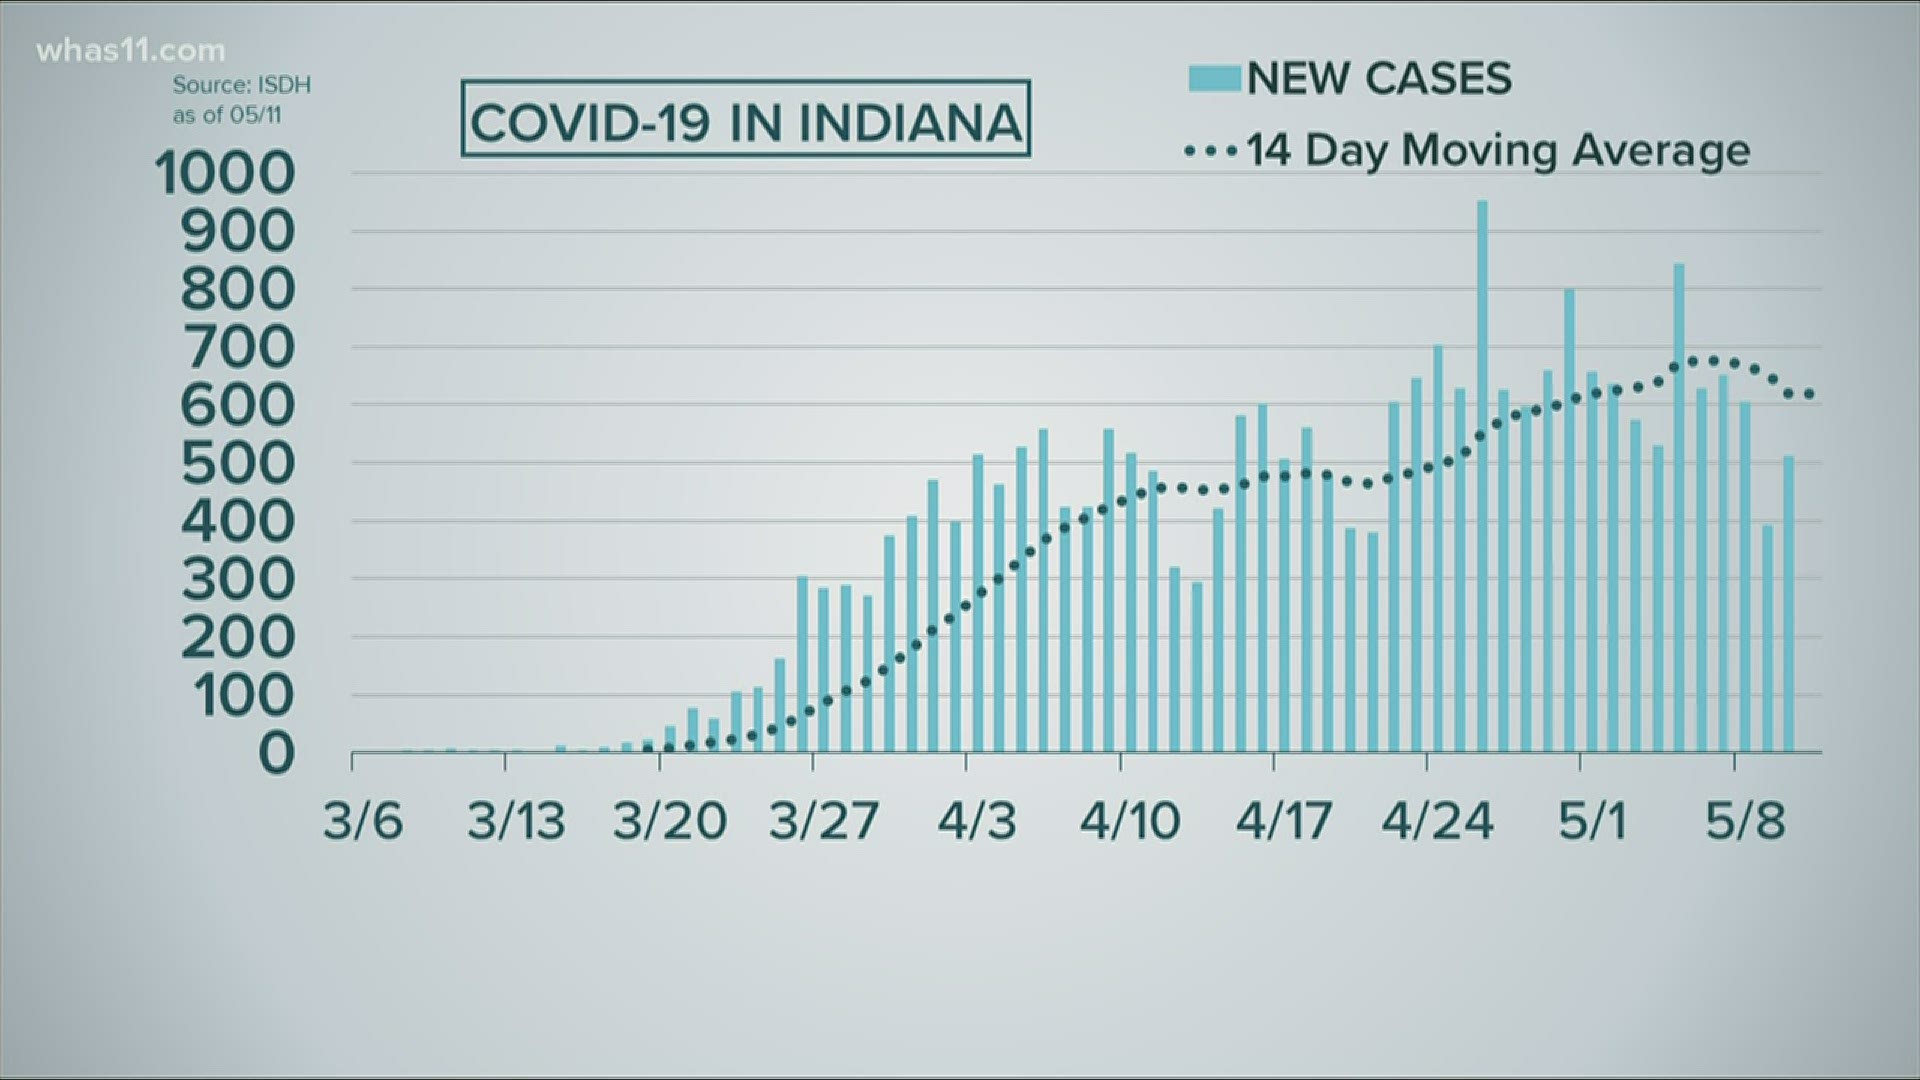 whas11.com
Source: ISDH
as of 05/11
COVID-19 IN INDIANA
NEW CASES
14 Day Moving Average
1000
900
800
700
600
500
400
300
200
100
0
3/6 3/13 3/20 3/27 4/3 4/10 4/17 4/24 5/1 5/8